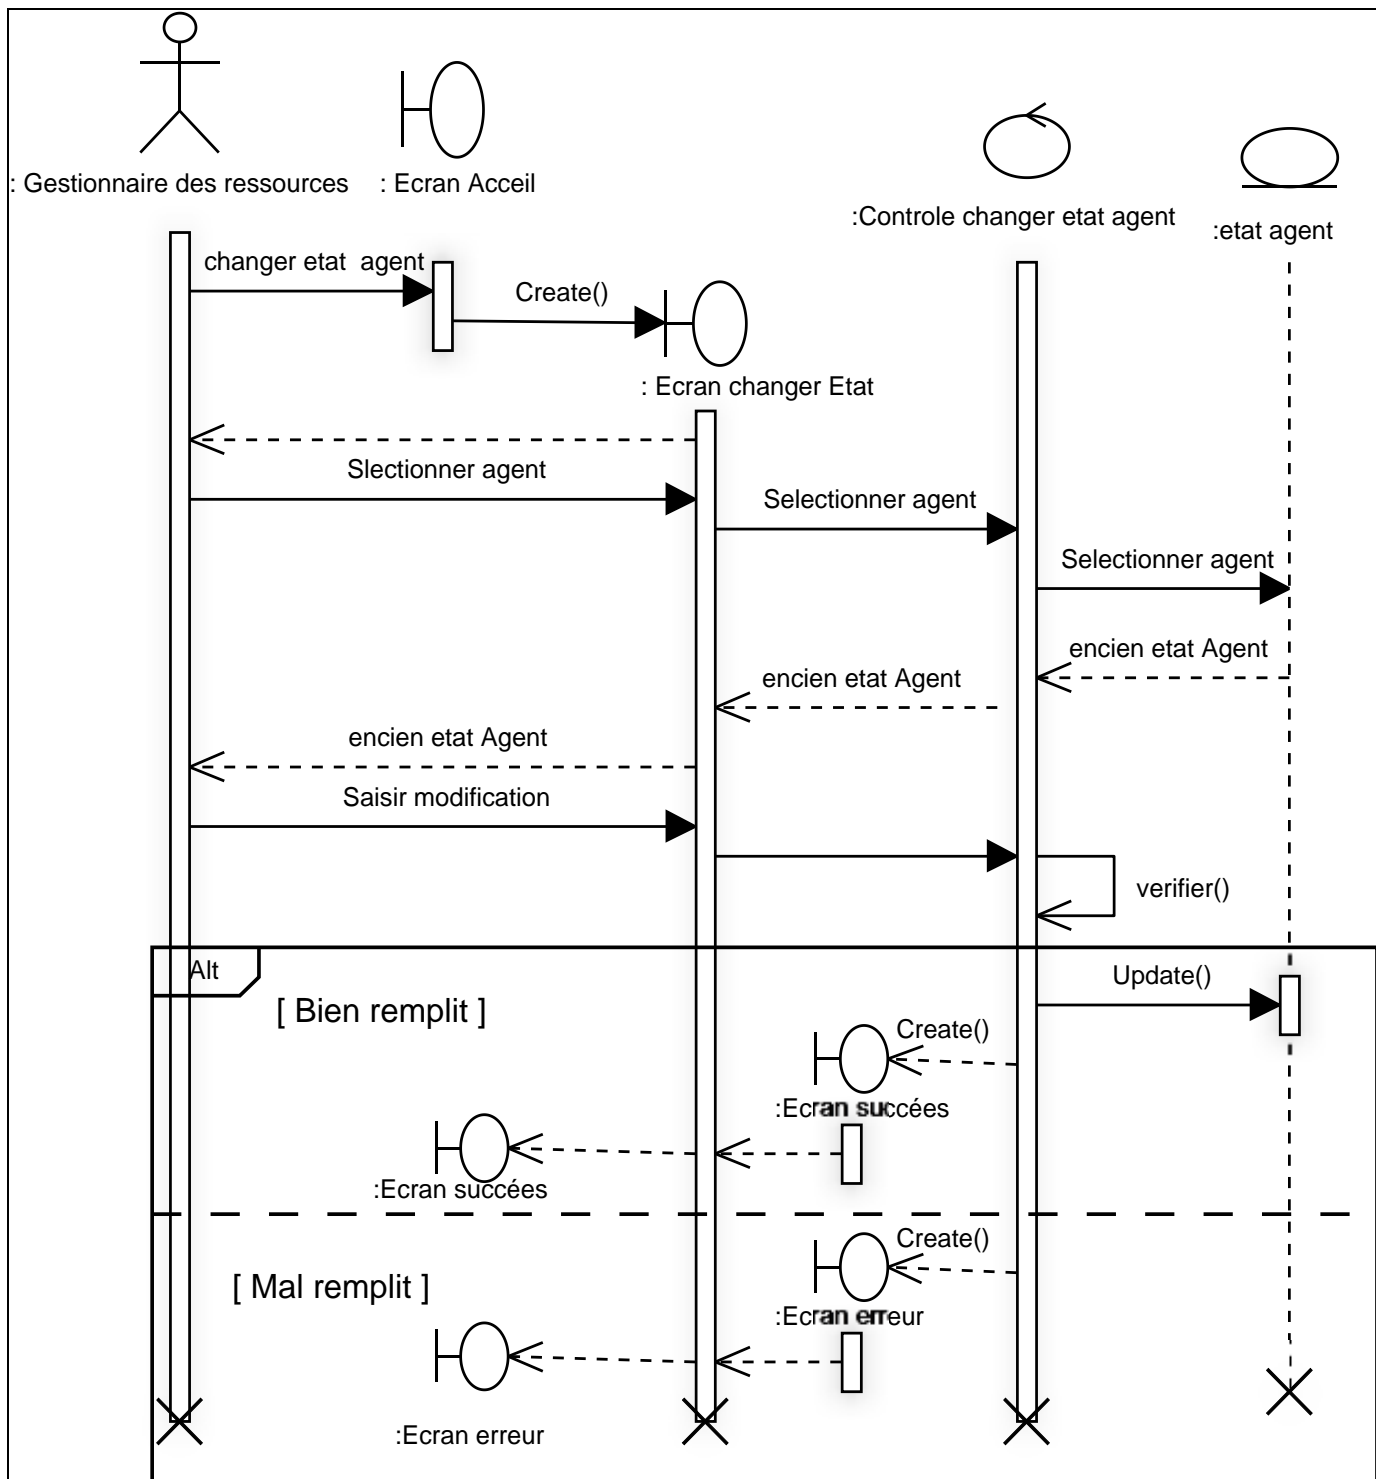 : Gestionnaire des ressources
: Ecran Acceil
:Controle changer etat agent
:etat agent
changer etat agent
Create()
: Ecran changer Etat
Slectionner agent
Selectionner agent
Selectionner agent
encien etat Agent
encien etat Agent
encien etat Agent
Saisir modification
verifier()
Alt
Update()
[ Bien remplit ]
Create()
:Ecran succées
:Ecran succées
Create()
[ Mal remplit ]
:Ecran erreur
:Ecran erreur